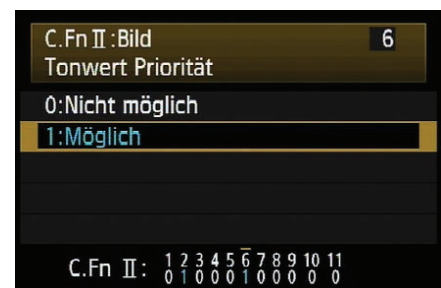 C.Fn II :Bild 6
Tonwert Priorität
0:Nicht möglich
1:Möglich
C.Fn II: 1 2 3 4 5 6 7 8 9 10 11
0 1 0 0 0 1 0 0 0 0 0